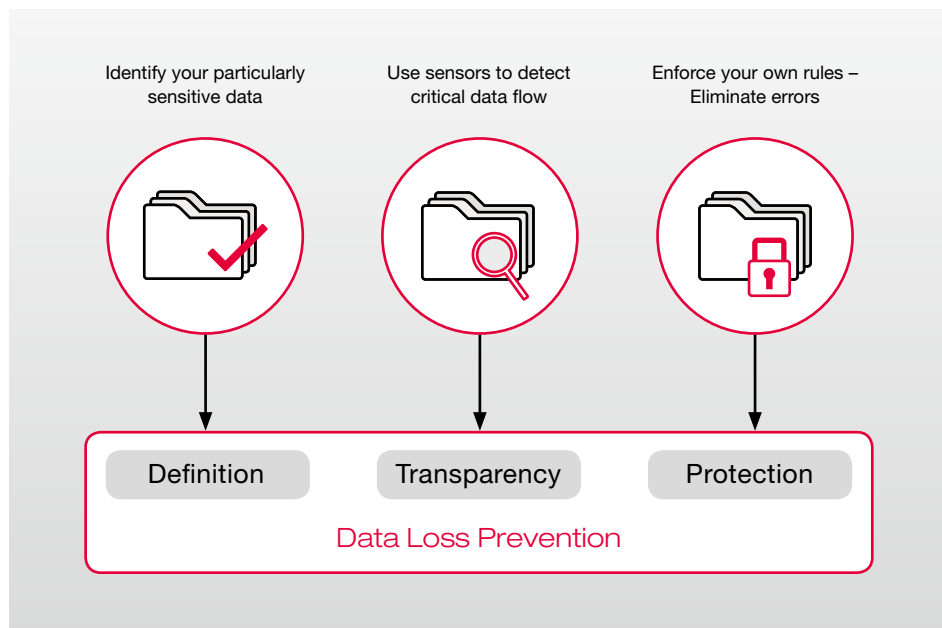 Identify your particularly
sensitive data
Use sensors to detect
critical data flow
Enforce your own rules –
Eliminate errors
Definition
Transparency
Protection
Data Loss Prevention